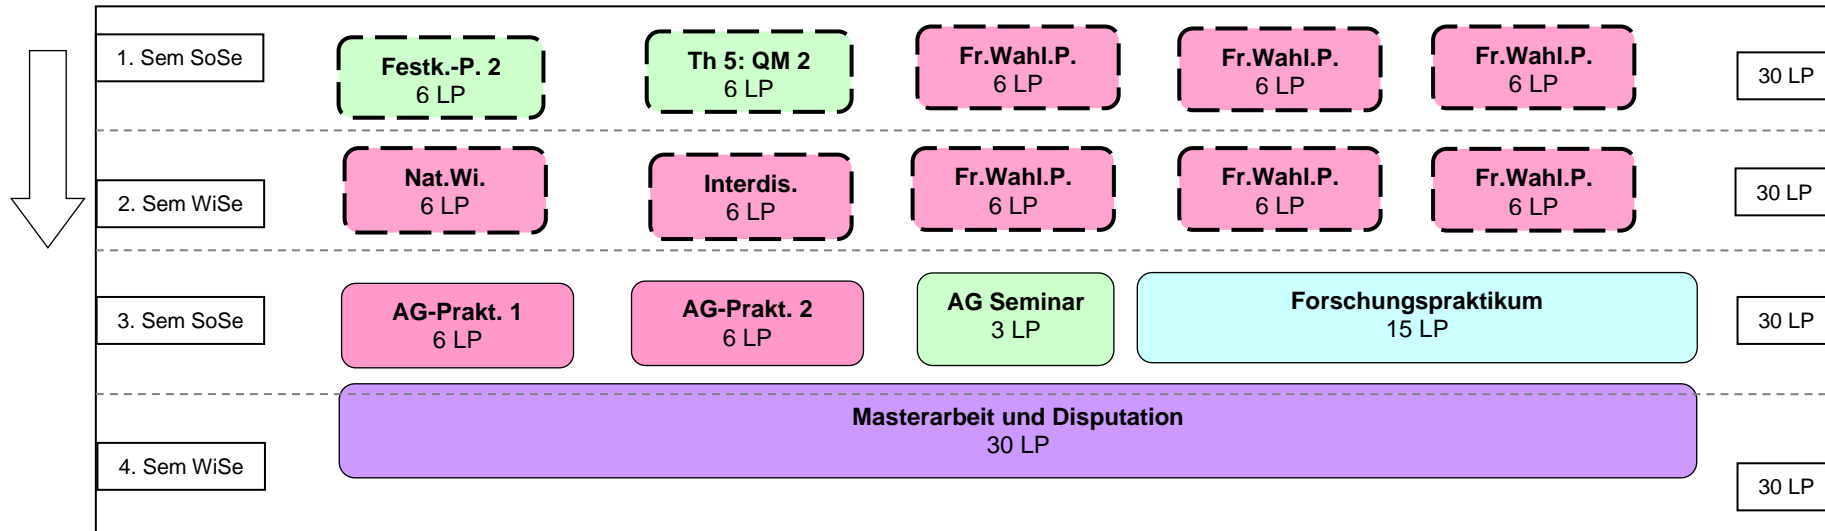 1. Sem SoSe
Festk.-P. 2
6 LP
Th 5: QM 2
6 LP
Fr.Wahl.P.
6 LP
Fr.Wahl.P.
6 LP
Fr.Wahl.P.
6 LP
30 LP
2. Sem WiSe
Nat.Wi.
6 LP
Interdis.
6 LP
Fr.Wahl.P.
6 LP
Fr.Wahl.P.
6 LP
Fr.Wahl.P.
6 LP
30 LP
3. Sem SoSe
AG-Prakt. 1
6 LP
AG-Prakt. 2
6 LP
AG Seminar
3 LP
Forschungspraktikum
15 LP
30 LP
4. Sem WiSe
Masterarbeit und Disputation
30 LP
30 LP